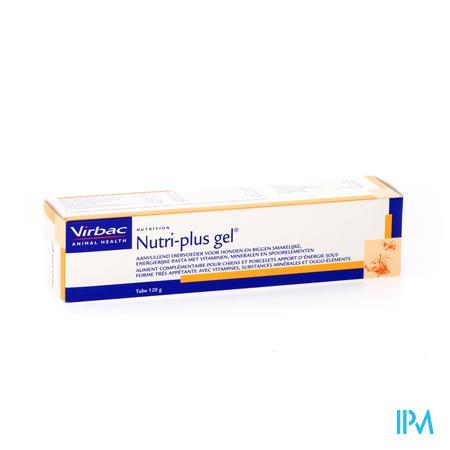 Virbac
ANIMAL HEALTH
NUTRITION
Nutri-plus gel®
AANVULLEND DIERVOEDER VOOR HONDEN EN BIGGEN SMAKELIJKE,
ENERGIERIJKE PASTA MET VITAMINEN, MINERALEN EN SPOORELEMENTEN
ALIMENT COMPLÉMENTAIRE POUR CHIENS ET PORCELETS APPORT D'ÉNERGIE SOUS
FORME TRÈS APPÉTANTE AVEC VITAMINES, SUBSTANCES MINÉRALES ET OLIGO-ÉLÉMENTS
Tube 120 g
IPM